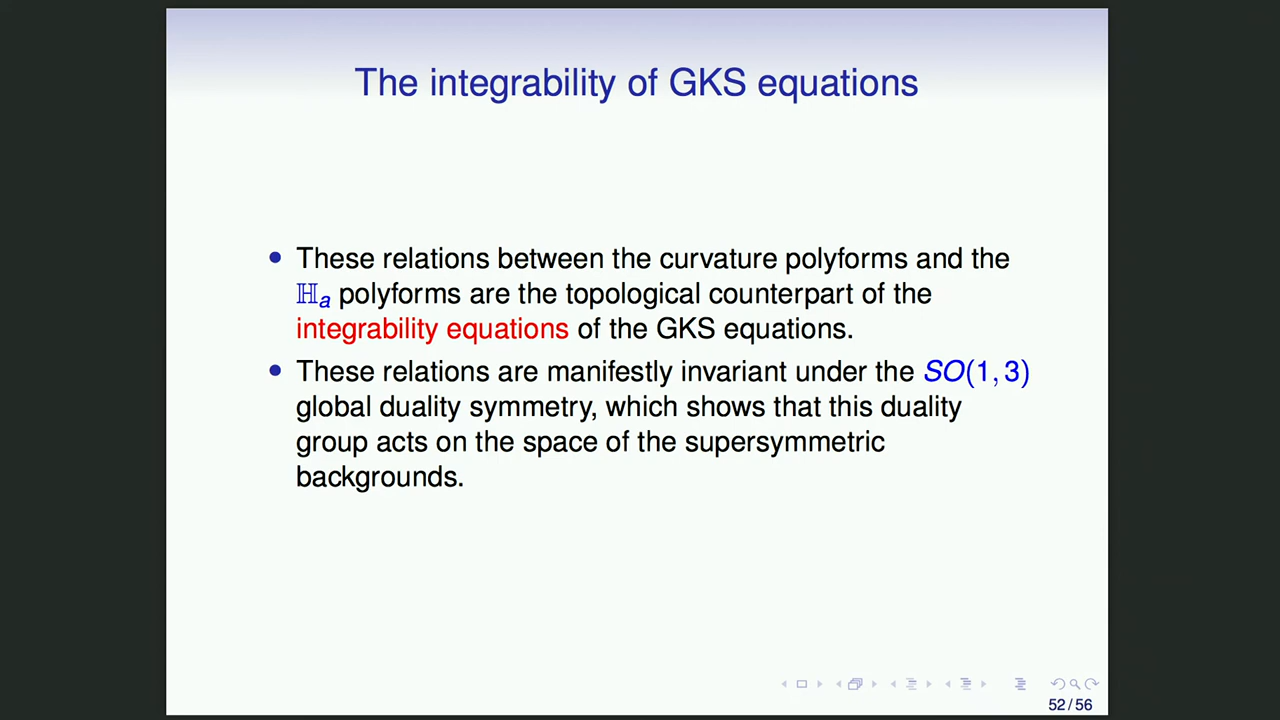 The integrability of GKS equations
• These relations between the curvature polyforms and the
ℍₐ polyforms are the topological counterpart of the
integrability equations of the GKS equations.
• These relations are manifestly invariant under the SO(1, 3)
global duality symmetry, which shows that this duality
group acts on the space of the supersymmetric
backgrounds.
52 / 56